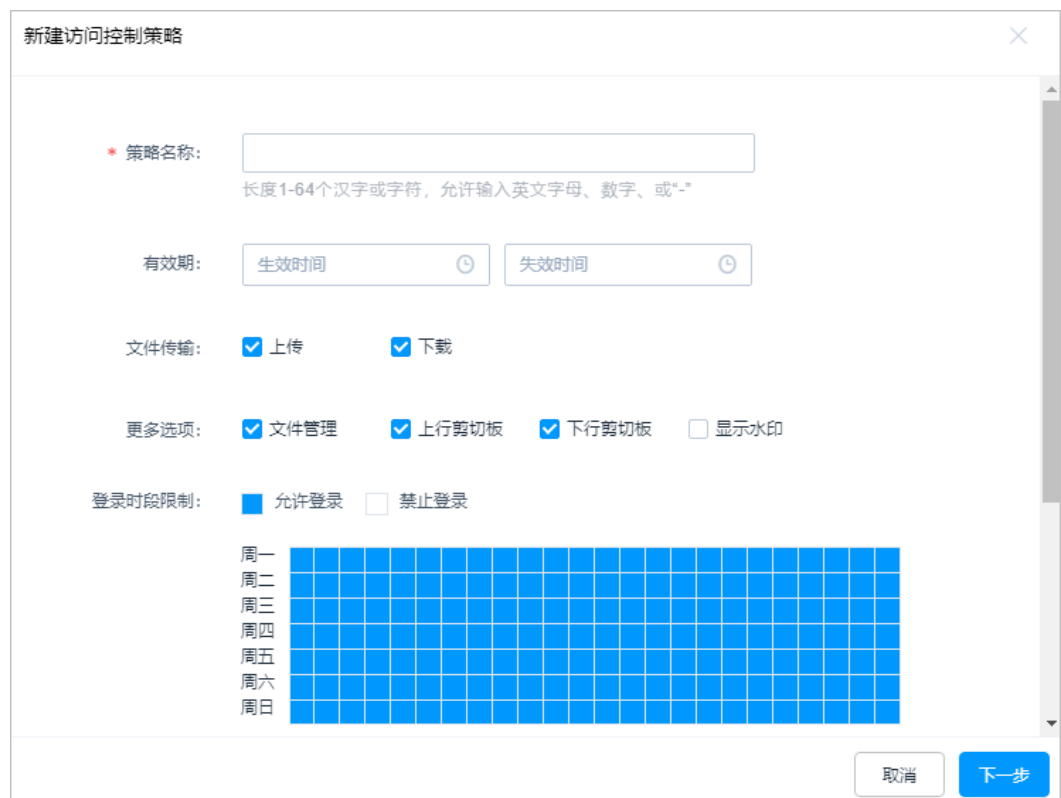 新建访问控制策略
* 策略名称:
长度1-64个汉字或字符，允许输入英文字母、数字、或“-”
有效期: 生效时间 失效时间
文件传输: 上传 下载
更多选项: 文件管理 上行剪切板 下行剪切板 显示水印
登录时段限制: 允许登录 禁止登录
周一
周二
周三
周四
周五
周六
周日
取消 下一步